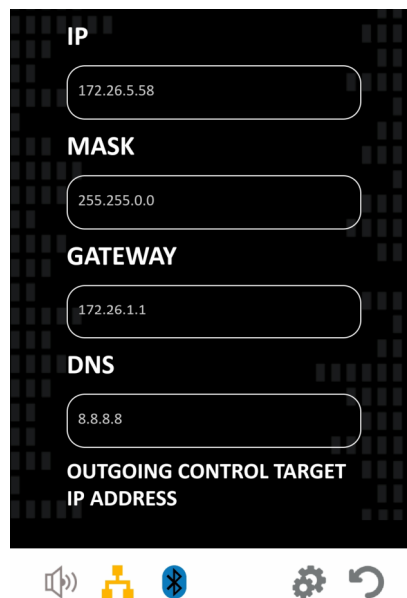 IP
172.26.5.58
MASK
255.255.0.0
GATEWAY
172.26.1.1
DNS
8.8.8.8
OUTGOING CONTROL TARGET
IP ADDRESS